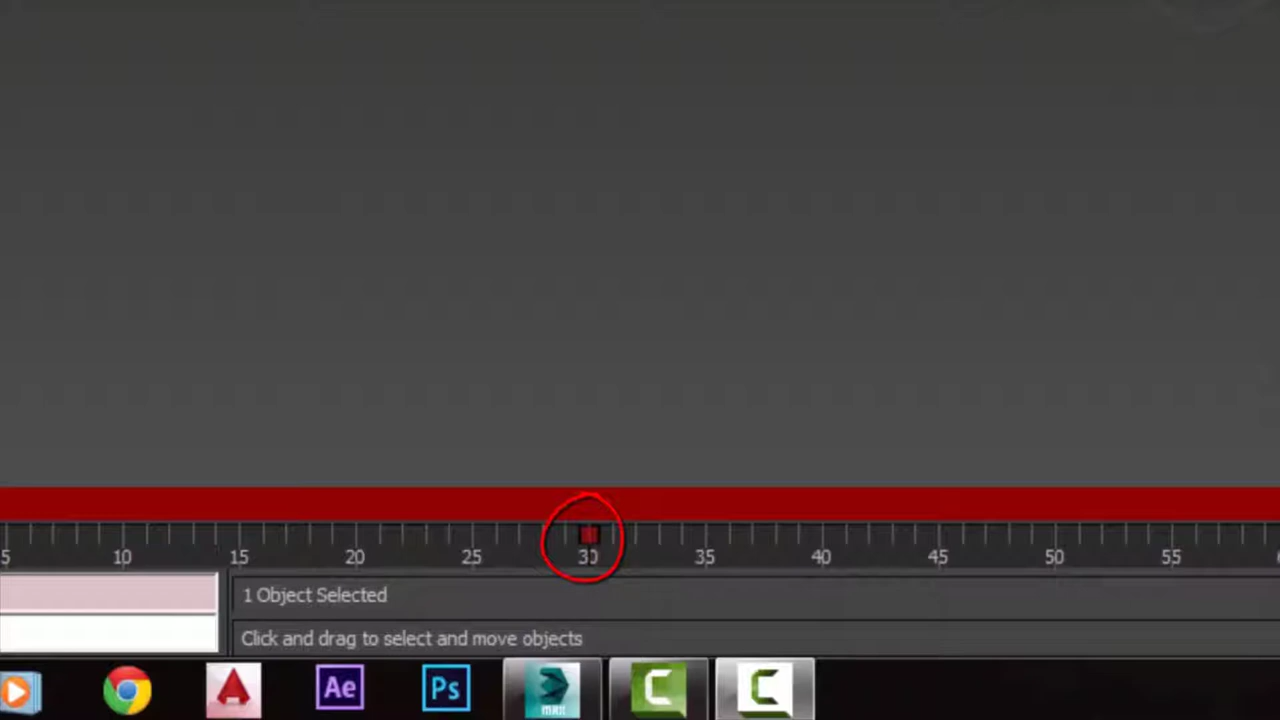 5 10 15 20 25 30 35 40 45 50 55
1 Object Selected
Click and drag to select and move objects
Ae Ps MAX C C